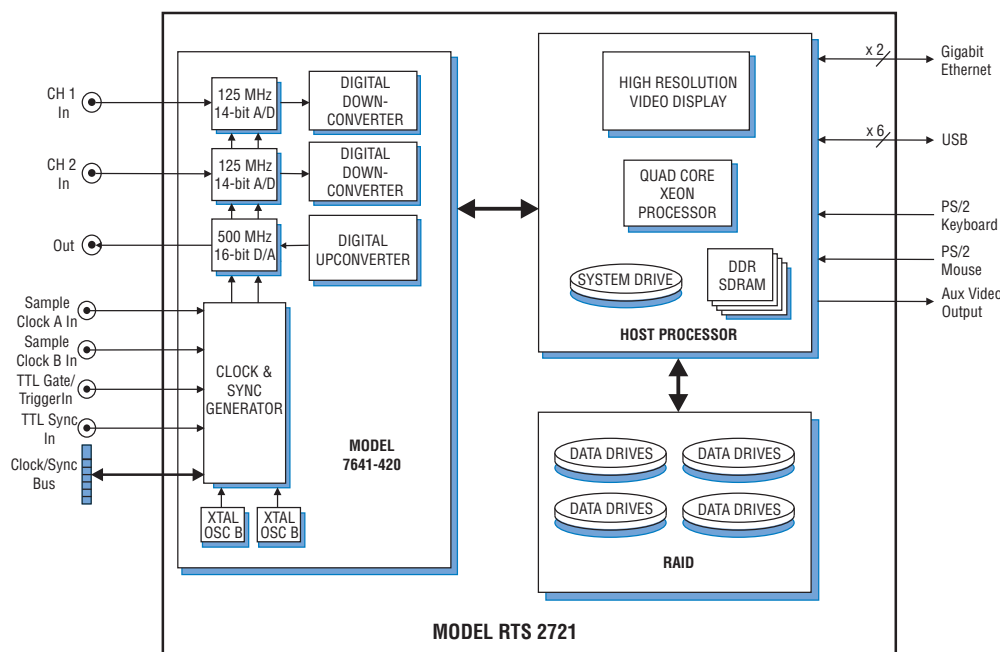 CH 1
In
CH 2
In
Out
Sample
Clock A In
Sample
Clock B In
TTL Gate/
TriggerIn
TTL Sync
In
Clock/Sync
Bus
125 MHz
14-bit A/D
DIGITAL
DOWN-
CONVERTER
125 MHz
14-bit A/D
DIGITAL
DOWN-
CONVERTER
500 MHz
16-bit D/A
DIGITAL
UPCONVERTER
CLOCK &
SYNC
GENERATOR
MODEL
7641-420
XTAL
OSC B
XTAL
OSC B
HIGH RESOLUTION
VIDEO DISPLAY
QUAD CORE
XEON
PROCESSOR
SYSTEM DRIVE
DDR
SDRAM
HOST PROCESSOR
DATA DRIVES
DATA DRIVES
DATA DRIVES
DATA DRIVES
RAID
x 2
Gigabit
Ethernet
x 6
USB
PS/2
Keyboard
PS/2
Mouse
Aux Video
Output
MODEL RTS 2721